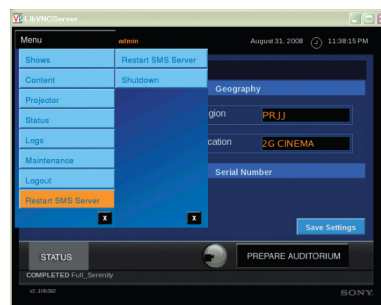 LibVNCServer
Menu
admin
August 31, 2008
11:38:15 PM
Shows
Restart SMS Server
Content
Shutdown
Projector
Geography
Status
gion
PRJJ
Logs
cation
2G CINEMA
Maintenance
Serial Number
Logout
Restart SMS Server
x
x
Save Settings
STATUS
PREPARE AUDITORIUM
COMPLETED Full_Serenity
SONY